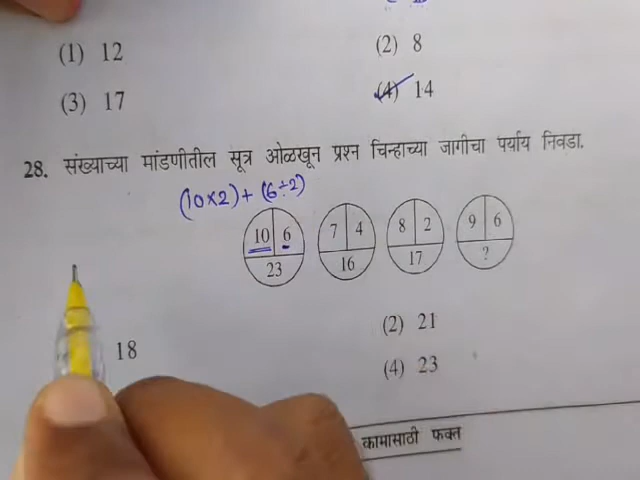 (1) 12
(2) 8
(3) 17
(4) 14
28. संख्याच्या मांडणीतील सूत्र ओळखून प्रश्न चिन्हाच्या जागीचा पर्याय निवडा.
(10×2)+(6÷2)
10 6 7 4 8 2 9 6
23 16 17 ?
(2) 21
18
(4) 23
कामासाठी फक्त